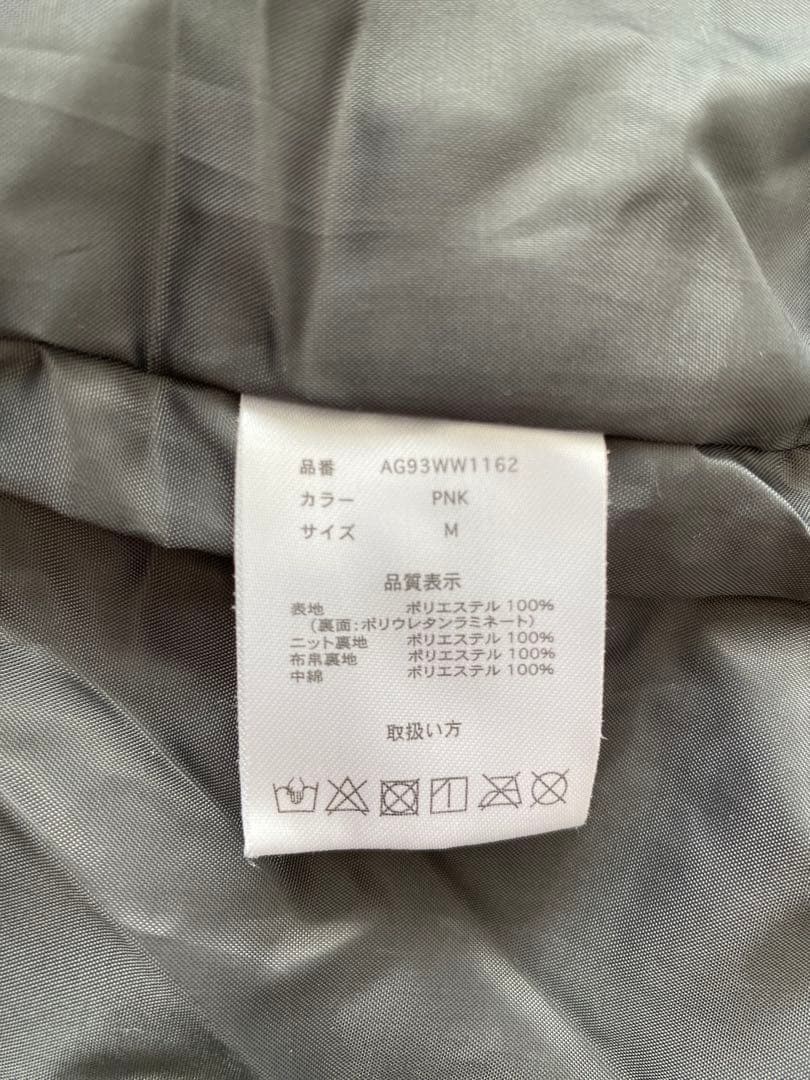 品番 AG93WW1162
カラー PNK
サイズ M
品質表示
表地 ポリエステル 100%
(裏面:ポリウレタンラミネート)
ニット裏地 ポリエステル 100%
布帛裏地 ポリエステル 100%
中綿 ポリエステル 100%
取扱い方